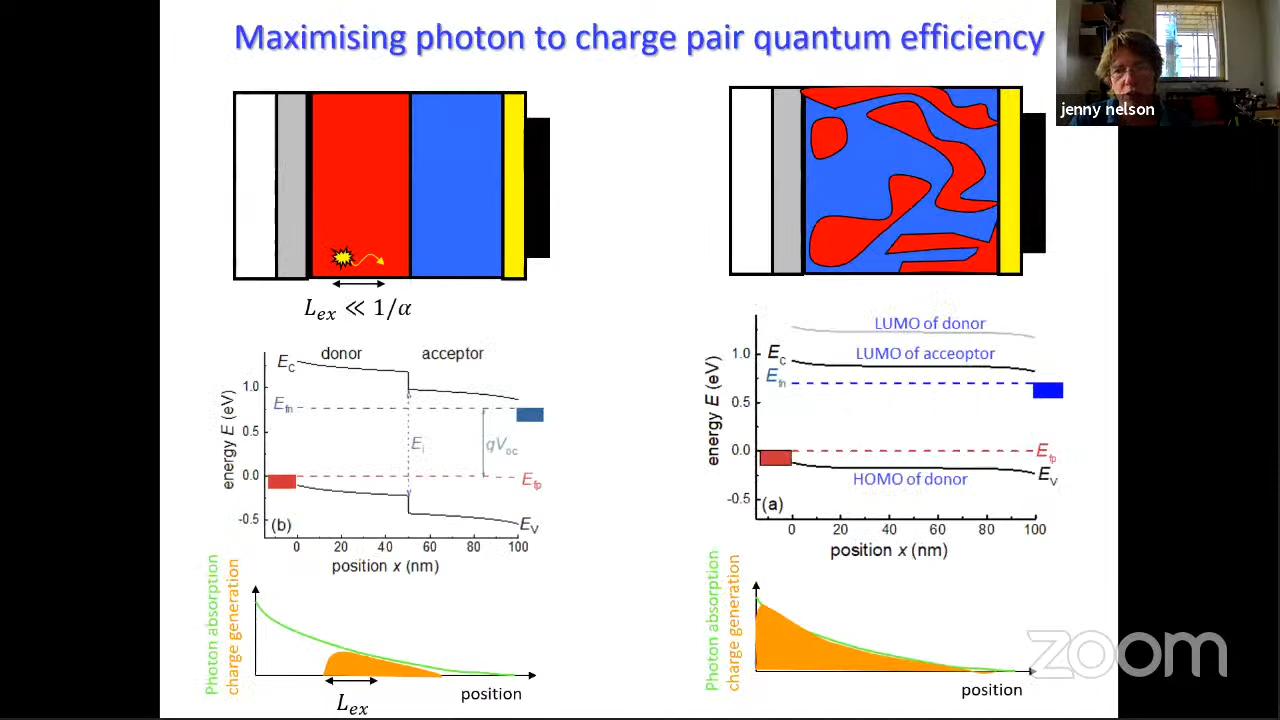 Maximising photon to charge pair quantum efficiency
jenny nelson
L_ex ≪ 1/α
donor
acceptor
E_C
E_fn
E_i
qV_oc
E_fp
E_V
1.0
0.5
0.0
-0.5
(b)
0 20 40 60 80 100
energy E (eV)
position x (nm)
LUMO of donor
E_C
LUMO of acceoptor
E_fn
E_fp
E_V
HOMO of donor
1.0
0.5
0.0
-0.5
(a)
0 20 40 60 80 100
energy E (eV)
position x (nm)
Photon absorption
charge generation
position
L_ex
Photon absorption
charge generation
position
zoom